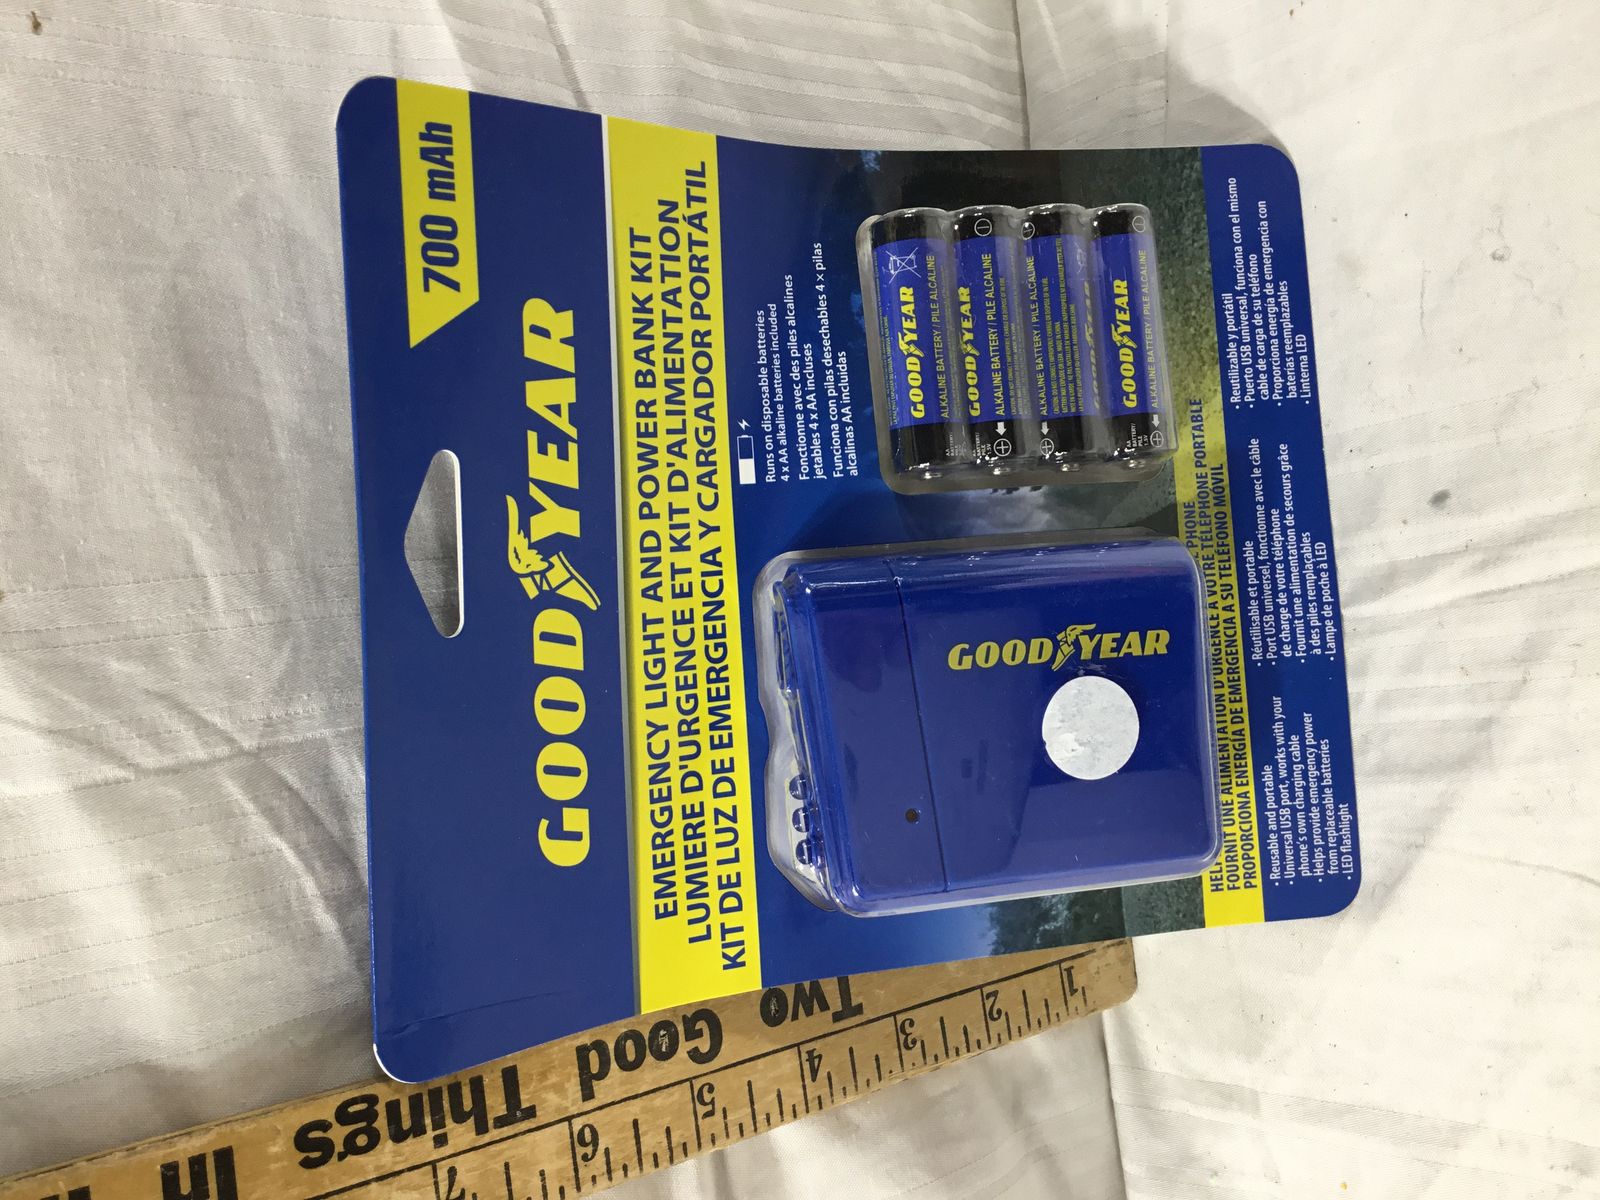 700 mAh
GOODYEAR
EMERGENCY LIGHT AND POWER BANK KIT
LUMIERE D'URGENCE ET KIT D'ALIMENTATION
KIT DE LUZ DE EMERGENCIA Y CARGADOR PORTÁTIL
Runs on disposable batteries
4 x AA alkaline batteries included
Fonctionne avec des piles alcalines
jetables 4 x AA incluses
Funciona con pilas desechables 4 x pilas
alcalinas AA incluidas
GOODYEAR
ALKALINE BATTERY / PILE ALCALINE
GOODYEAR
ALKALINE BATTERY / PILE ALCALINE
ALKALINE BATTERY / PILE ALCALINE
GOODYEAR
GOODYEAR
ALKALINE BATTERY / PILE ALCALINE
GOODYEAR
PHONE
FOURNIT UNE ALIMENTATION D'URGENCE À VOTRE TÉLÉPHONE PORTABLE
PROPORCIONA ENERGÍA DE EMERGENCIA A SU TELÉFONO MÓVIL
• Reusable and portable
• Universal USB port, works with your
phone's own charging cable
• Helps provide emergency power
from replaceable batteries
• LED flashlight
• Réutilisable et portable
• Port USB universel, fonctionne avec le câble
de charge de votre téléphone
• Fournit une alimentation de secours grâce
à des piles remplaçables
• Lampe de poche à LED
• Reutilizable y portátil
• Puerto USB universal, funciona con el mismo
cable de carga de su teléfono
• Proporciona energía de emergencia con
baterías reemplazables
• Linterna LED
In Things Good Two
7 6 5 4 3 2 1